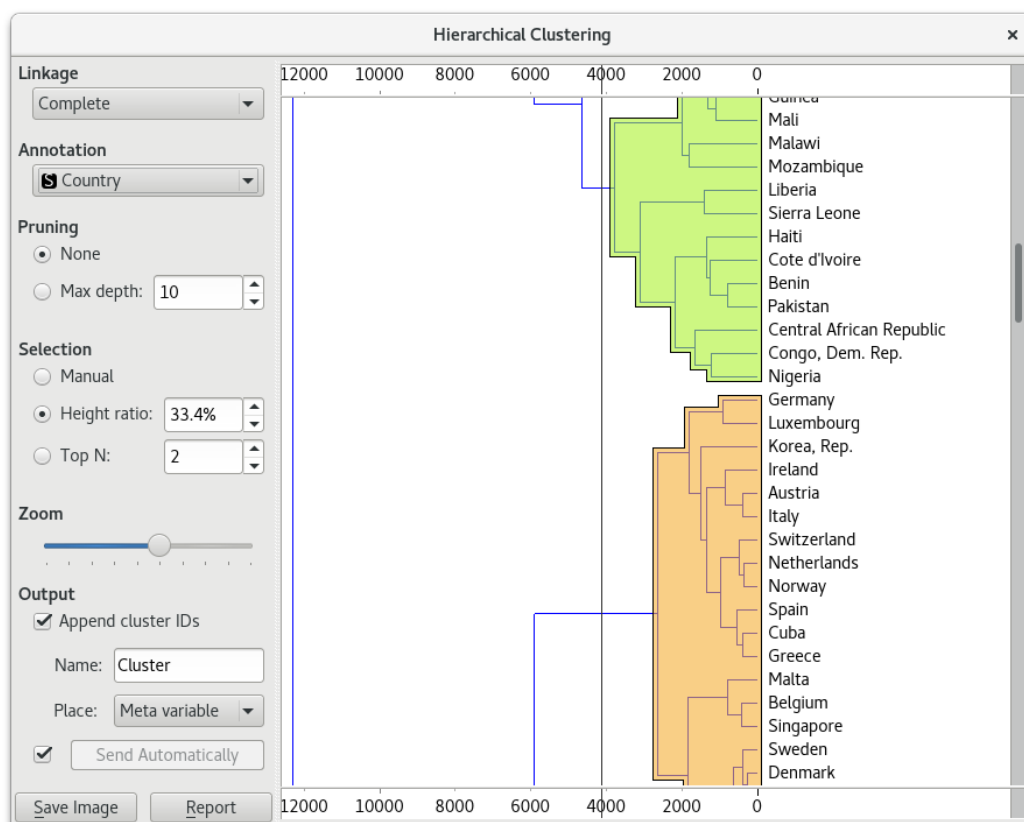 Hierarchical Clustering ×
Linkage
Complete
Annotation
S Country
Pruning
None
Max depth: 10
Selection
Manual
Height ratio: 33.4%
Top N: 2
Zoom
Output
Append cluster IDs
Name: Cluster
Place: Meta variable
Send Automatically
Save Image Report
12000 10000 8000 6000 4000 2000 0
Guinea
Mali
Malawi
Mozambique
Liberia
Sierra Leone
Haiti
Cote d'Ivoire
Benin
Pakistan
Central African Republic
Congo, Dem. Rep.
Nigeria
Germany
Luxembourg
Korea, Rep.
Ireland
Austria
Italy
Switzerland
Netherlands
Norway
Spain
Cuba
Greece
Malta
Belgium
Singapore
Sweden
Denmark
12000 10000 8000 6000 4000 2000 0